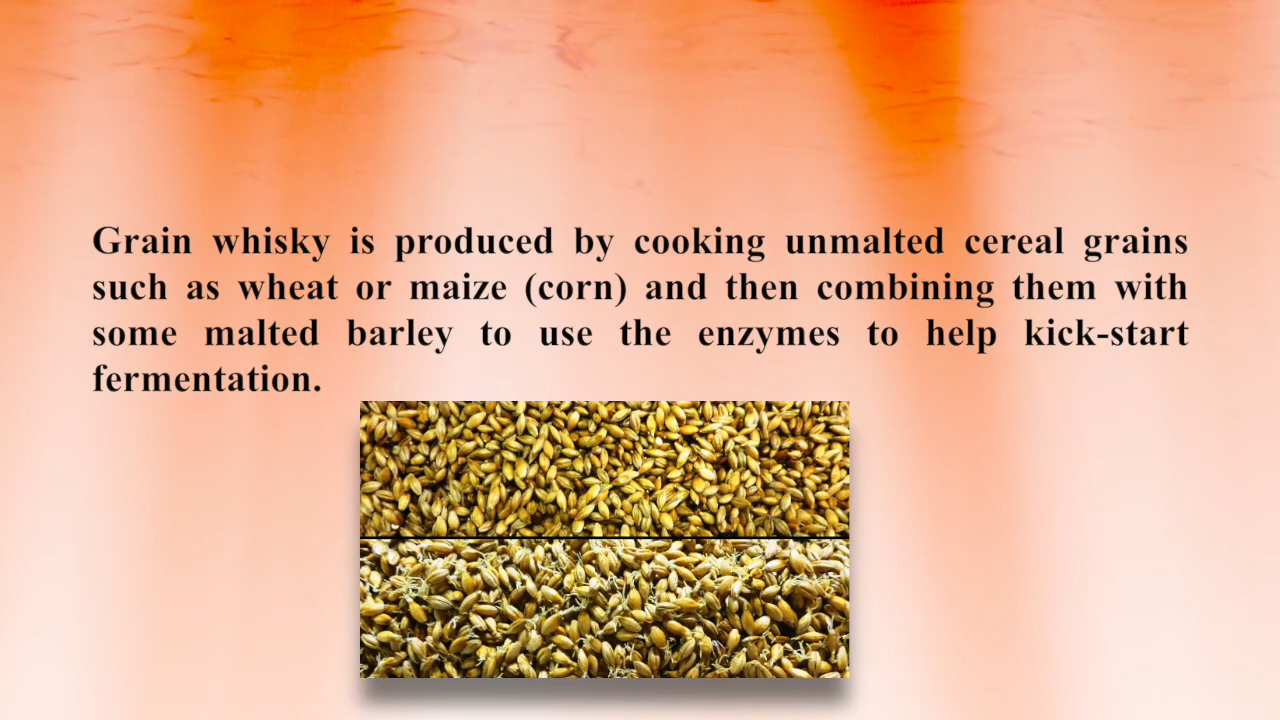 Grain whisky is produced by cooking unmalted cereal grains
such as wheat or maize (corn) and then combining them with
some malted barley to use the enzymes to help kick-start
fermentation.